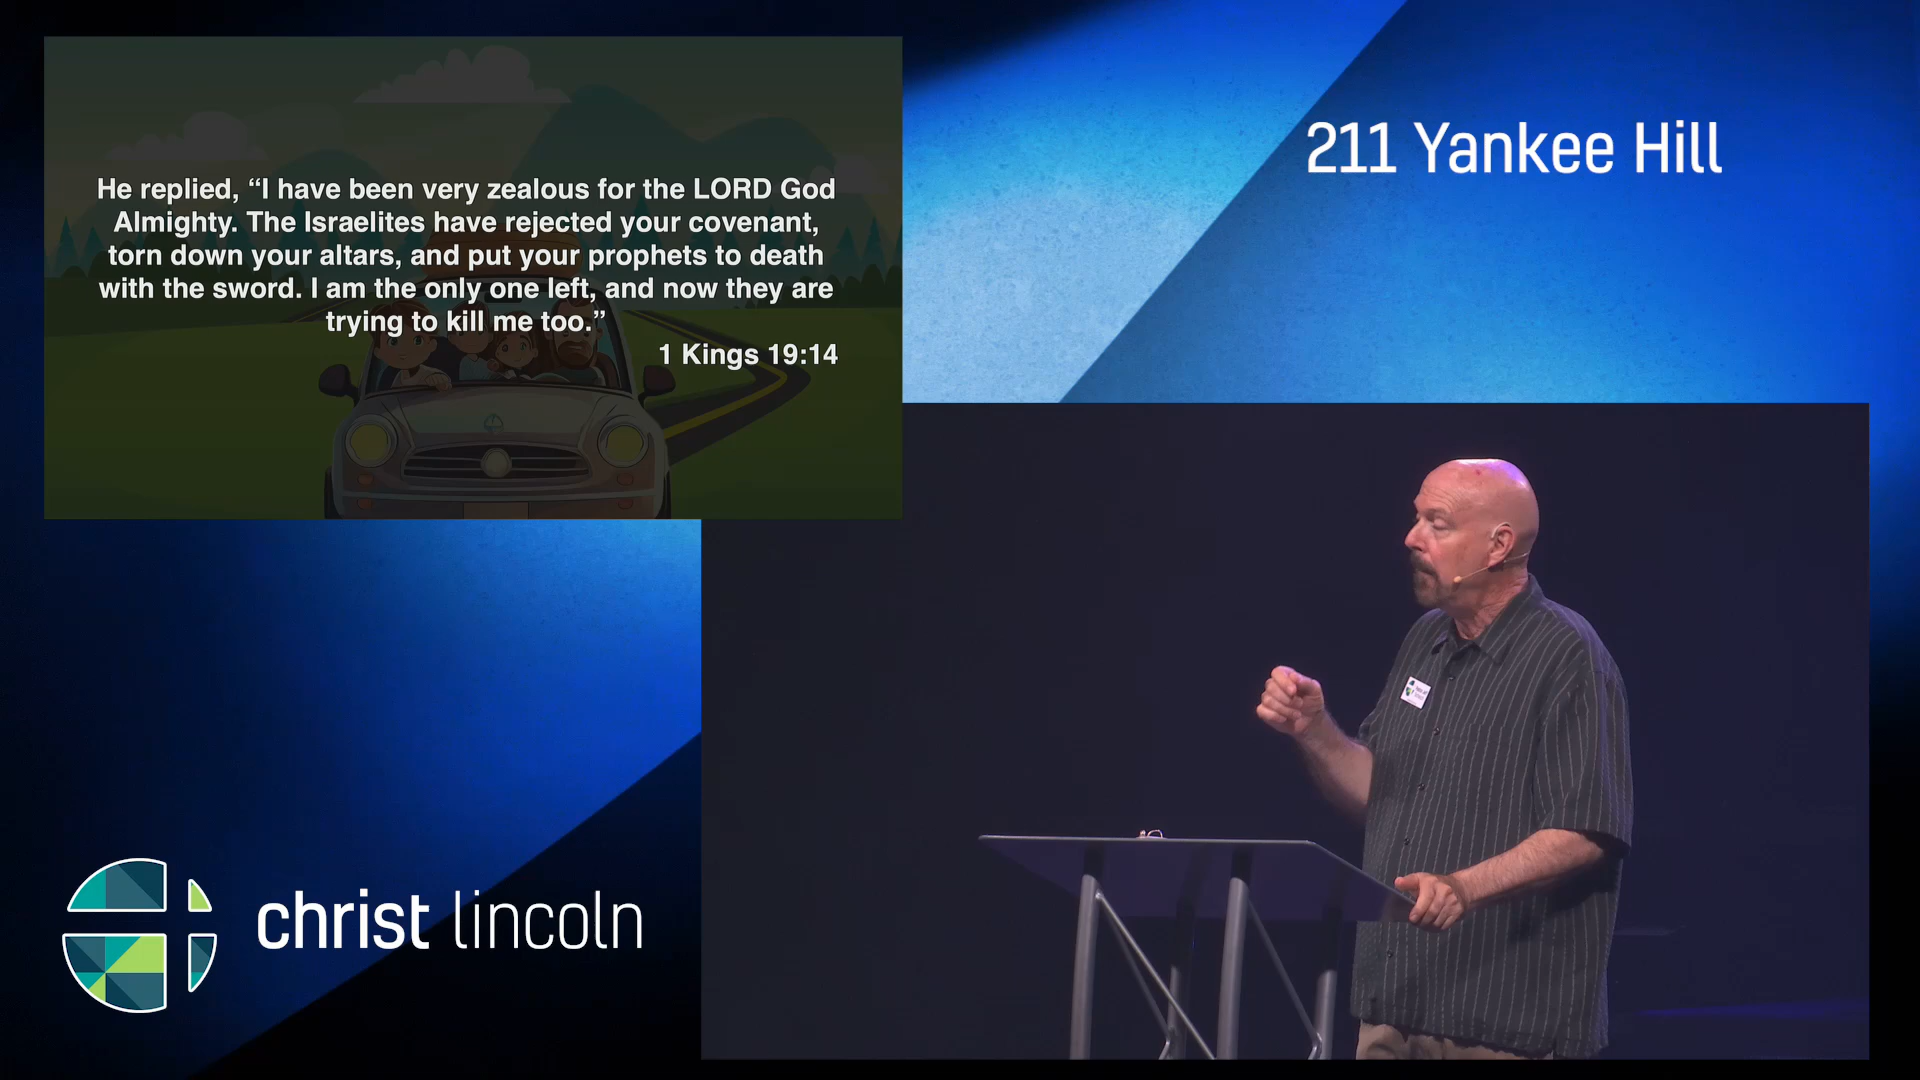 He replied, “I have been very zealous for the LORD God
Almighty. The Israelites have rejected your covenant,
torn down your altars, and put your prophets to death
with the sword. I am the only one left, and now they are
trying to kill me too.”
1 Kings 19:14
211 Yankee Hill
christ lincoln